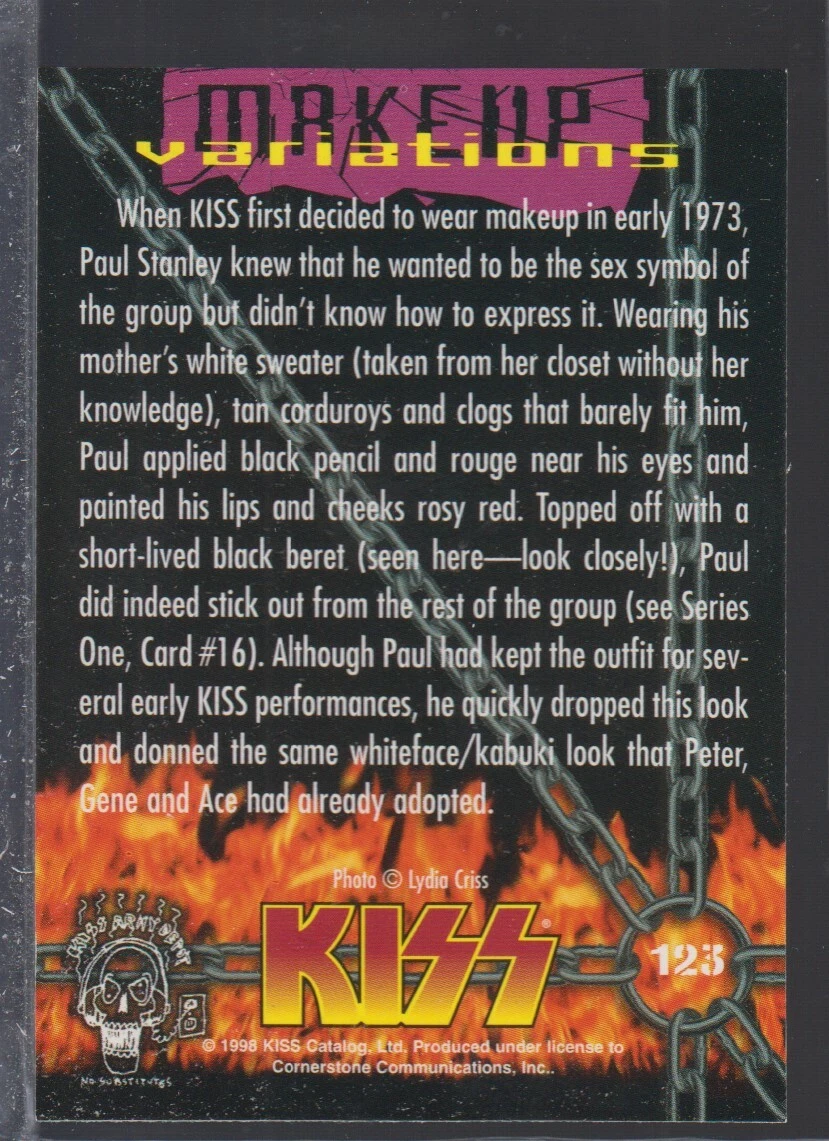 MAKEUP
variations
When KISS first decided to wear makeup in early 1973,
Paul Stanley knew that he wanted to be the sex symbol of
the group but didn't know how to express it. Wearing his
mother's white sweater (taken from her closet without her
knowledge), tan corduroys and clogs that barely fit him,
Paul applied black pencil and rouge near his eyes and
painted his lips and cheeks rosy red. Topped off with a
short-lived black beret (seen here—look closely!), Paul
did indeed stick out from the rest of the group (see Series
One, Card #16). Although Paul had kept the outfit for sev-
eral early KISS performances, he quickly dropped this look
and donned the same whiteface/kabuki look that Peter,
Gene and Ace had already adopted.
Photo © Lydia Criss
KISS ARMY DEPOT
KISS®
123
NO SUBSTITUTES
© 1998 KISS Catalog, Ltd. Produced under license to
Cornerstone Communications, Inc..